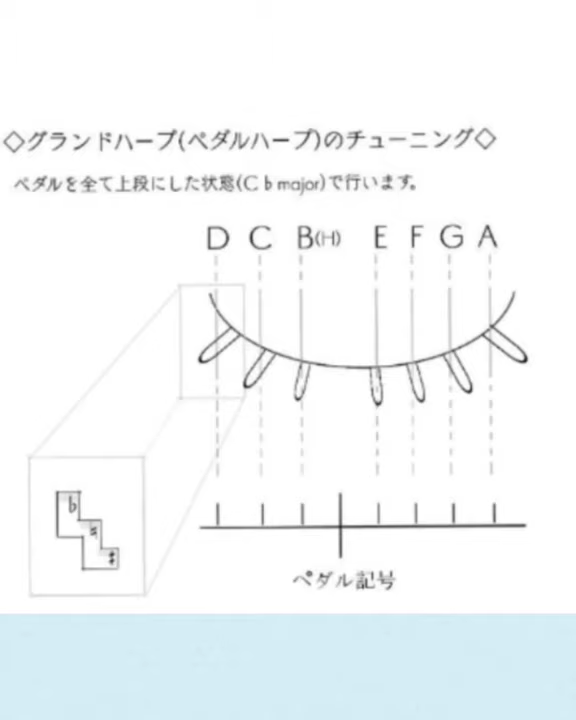 ◇グランドハープ(ペダルハープ)のチューニング◇
ペダルを全て上段にした状態(C b major)で行います。
D C B(H) E F G A
b
♮
♯
ペダル記号